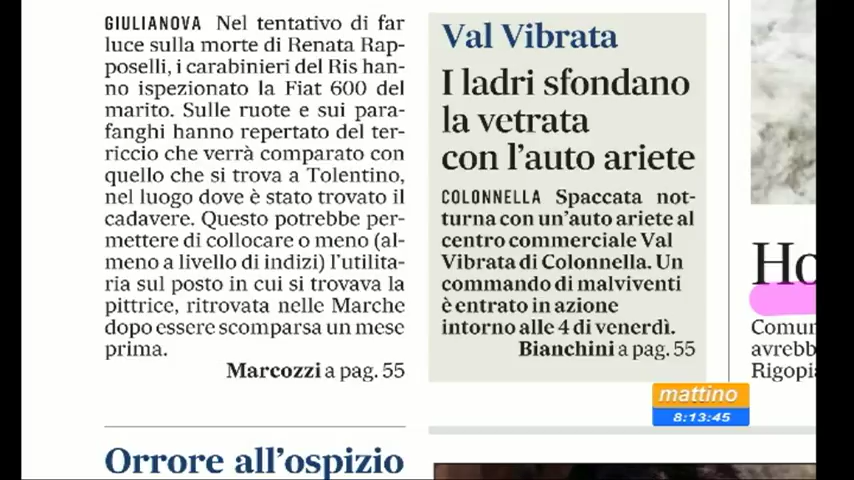 GIULIANOVA Nel tentativo di far
luce sulla morte di Renata Rap-
poselli, i carabinieri del Ris han-
no ispezionato la Fiat 600 del
marito. Sulle ruote e sui para-
fanghi hanno repertato del ter-
riccio che verrà comparato con
quello che si trova a Tolentino,
nel luogo dove è stato trovato il
cadavere. Questo potrebbe per-
mettere di collocare o meno (al-
meno a livello di indizi) l'utilita-
ria sul posto in cui si trovava la
pittrice, ritrovata nelle Marche
dopo essere scomparsa un mese
prima.
Marcozzi a pag. 55
Orrore all'ospizio
Val Vibrata
I ladri sfondano
la vetrata
con l'auto ariete
COLONNELLA Spaccata not-
turna con un'auto ariete al
centro commerciale Val
Vibrata di Colonnella. Un
commando di malviventi
è entrato in azione
intorno alle 4 di venerdì.
Bianchini a pag. 55
Ho
Comun
avrebb
Rigopia
mattino
8:13:45